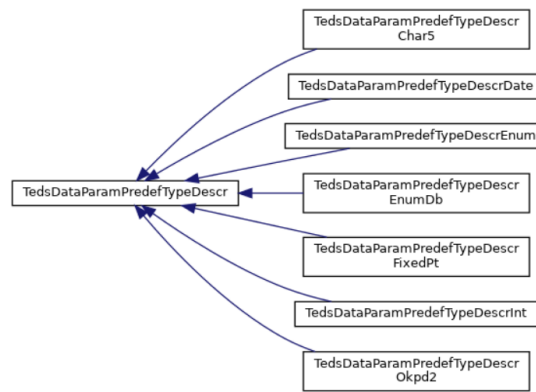 TedsDataParamPredefTypeDescr
Char5
TedsDataParamPredefTypeDescrDate
TedsDataParamPredefTypeDescrEnum
TedsDataParamPredefTypeDescr
TedsDataParamPredefTypeDescr
EnumDb
TedsDataParamPredefTypeDescr
FixedPt
TedsDataParamPredefTypeDescrInt
TedsDataParamPredefTypeDescr
Okpd2